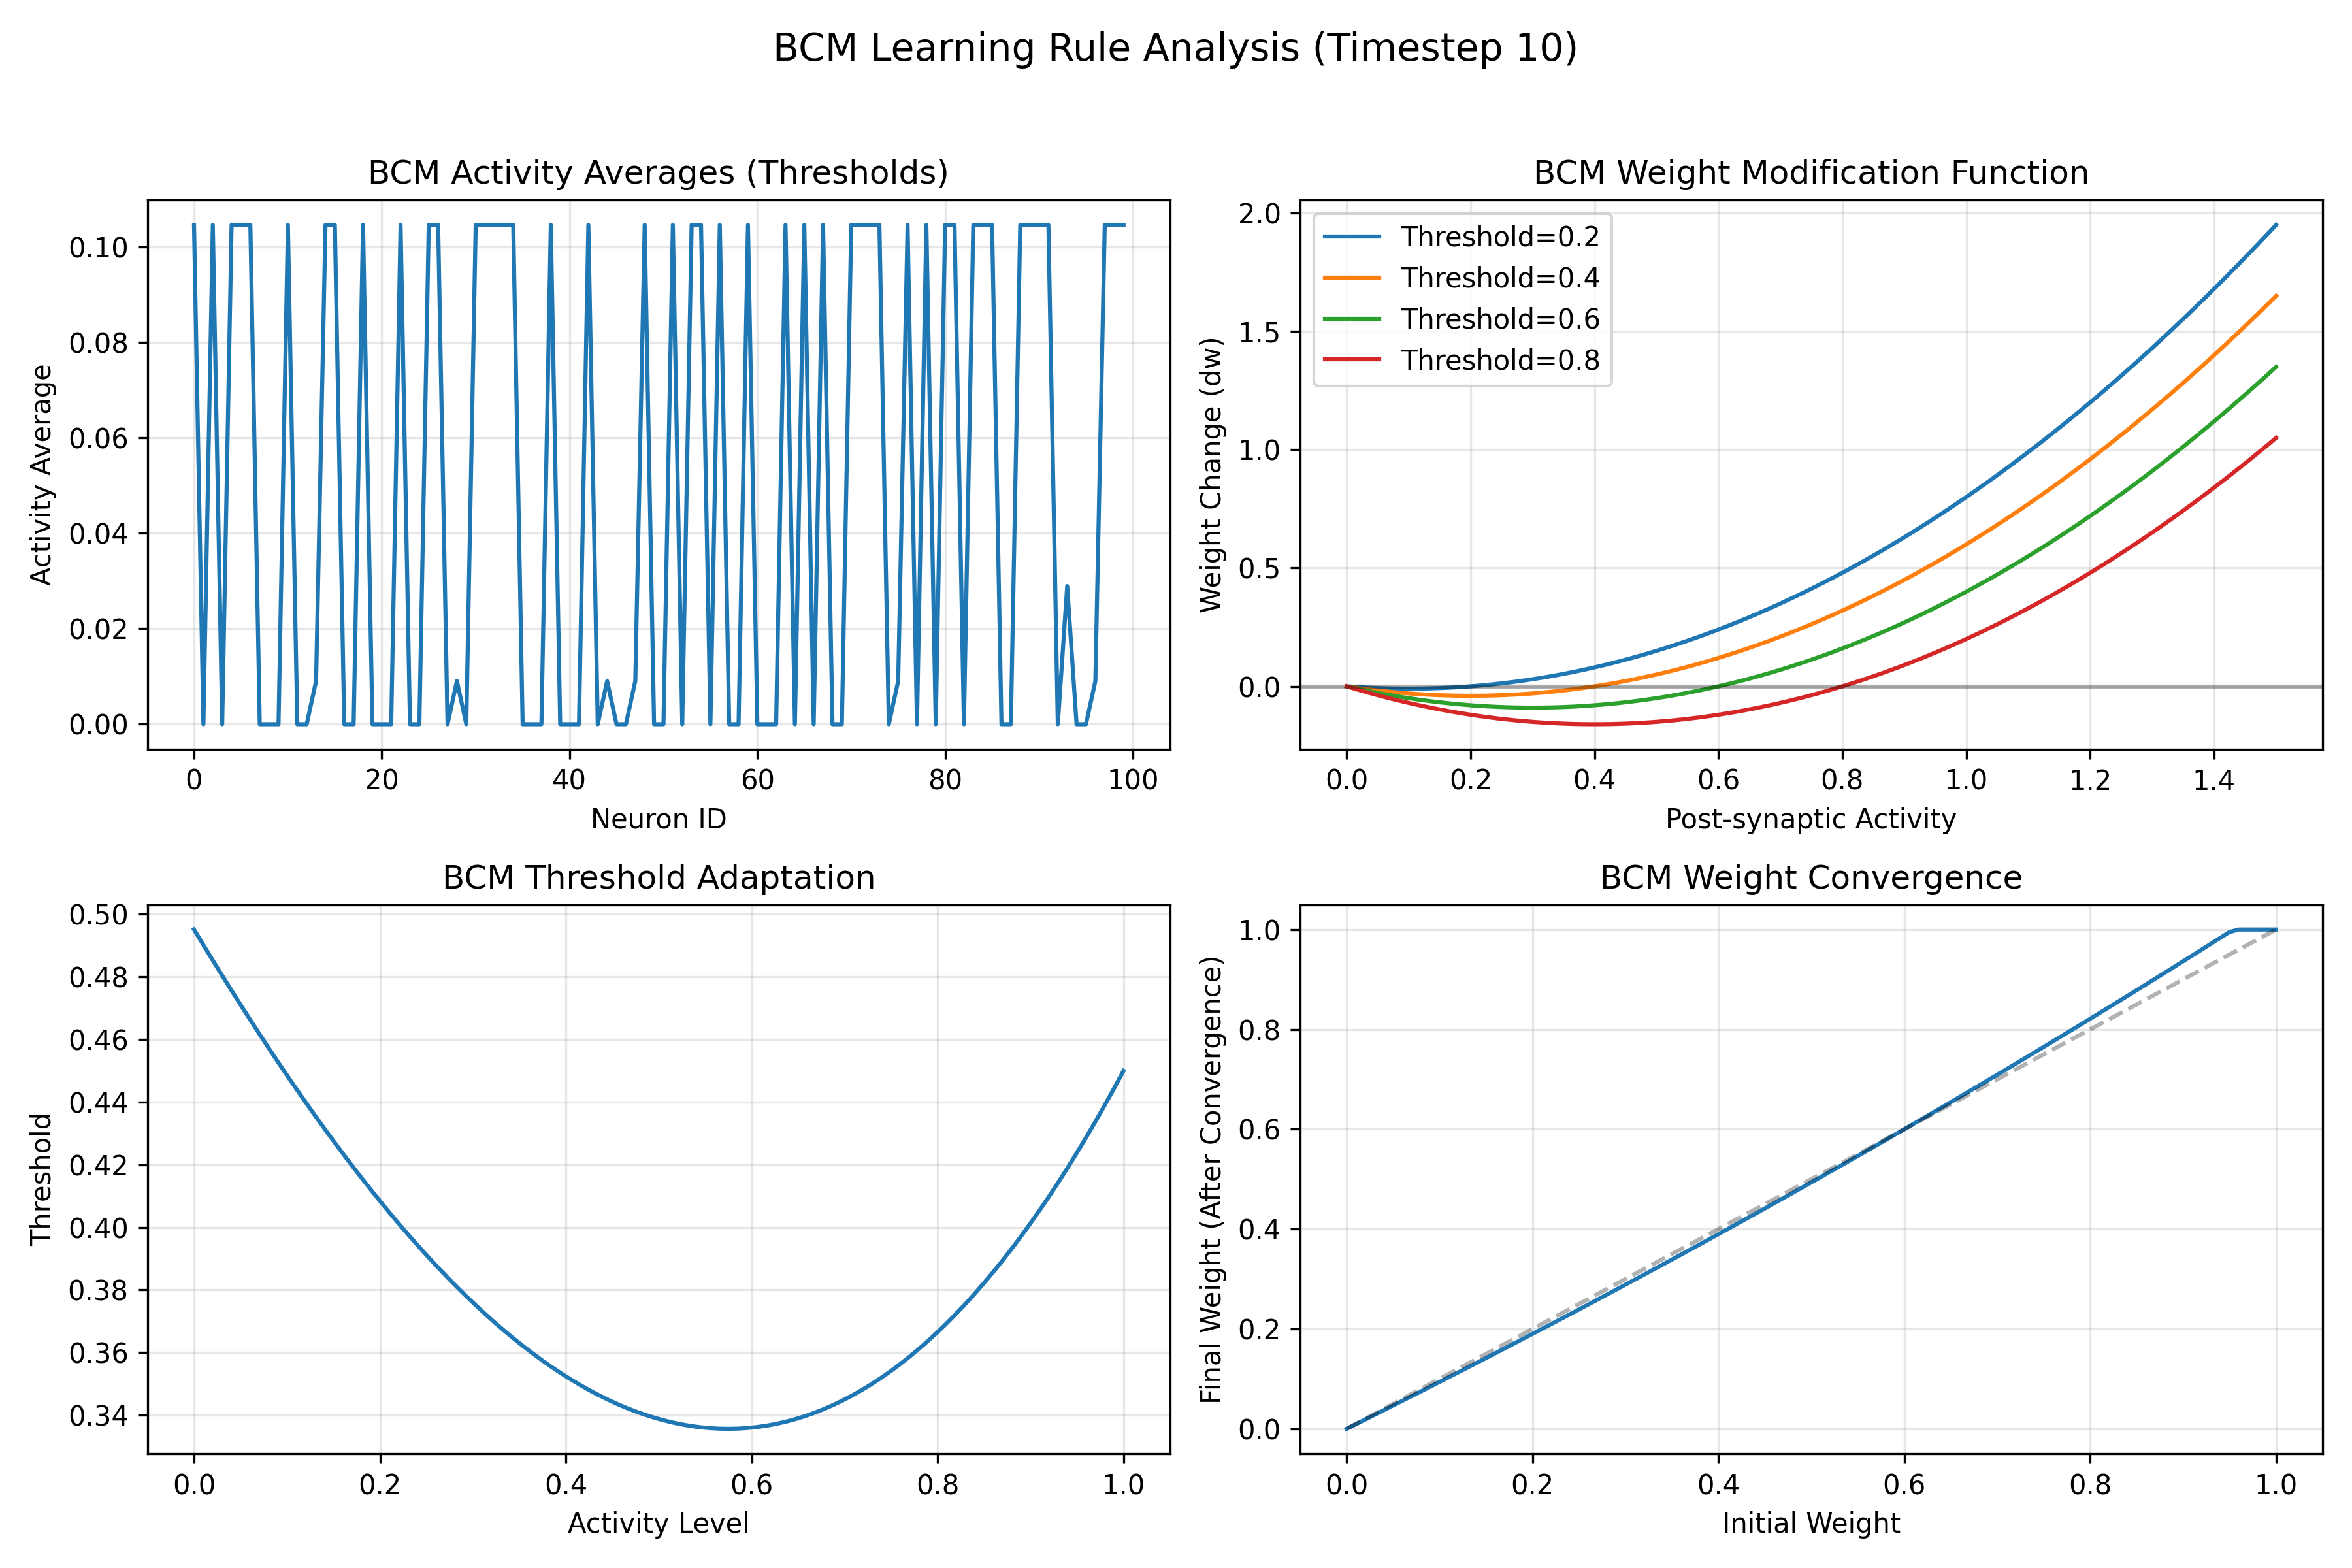 BCM Learning Rule Analysis (Timestep 10)
BCM Activity Averages (Thresholds)
Activity Average
0.10
0.08
0.06
0.04
0.02
0.00
0 20 40 60 80 100
Neuron ID
BCM Weight Modification Function
Weight Change (dw)
2.0
1.5
1.0
0.5
0.0
Threshold=0.2
Threshold=0.4
Threshold=0.6
Threshold=0.8
0.0 0.2 0.4 0.6 0.8 1.0 1.2 1.4
Post-synaptic Activity
BCM Threshold Adaptation
Threshold
0.50
0.48
0.46
0.44
0.42
0.40
0.38
0.36
0.34
0.0 0.2 0.4 0.6 0.8 1.0
Activity Level
BCM Weight Convergence
Final Weight (After Convergence)
1.0
0.8
0.6
0.4
0.2
0.0
0.0 0.2 0.4 0.6 0.8 1.0
Initial Weight